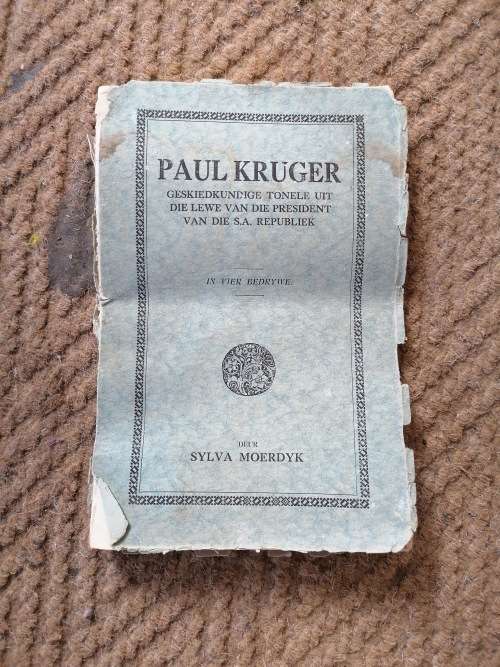 PAUL KRUGER
GESKIEDKUNDIGE TONELE UIT
DIE LEWE VAN DIE PRESIDENT
VAN DIE S.A. REPUBLIEK
IN VIER BEDRYWE.
DEUR
SYLVA MOERDYK